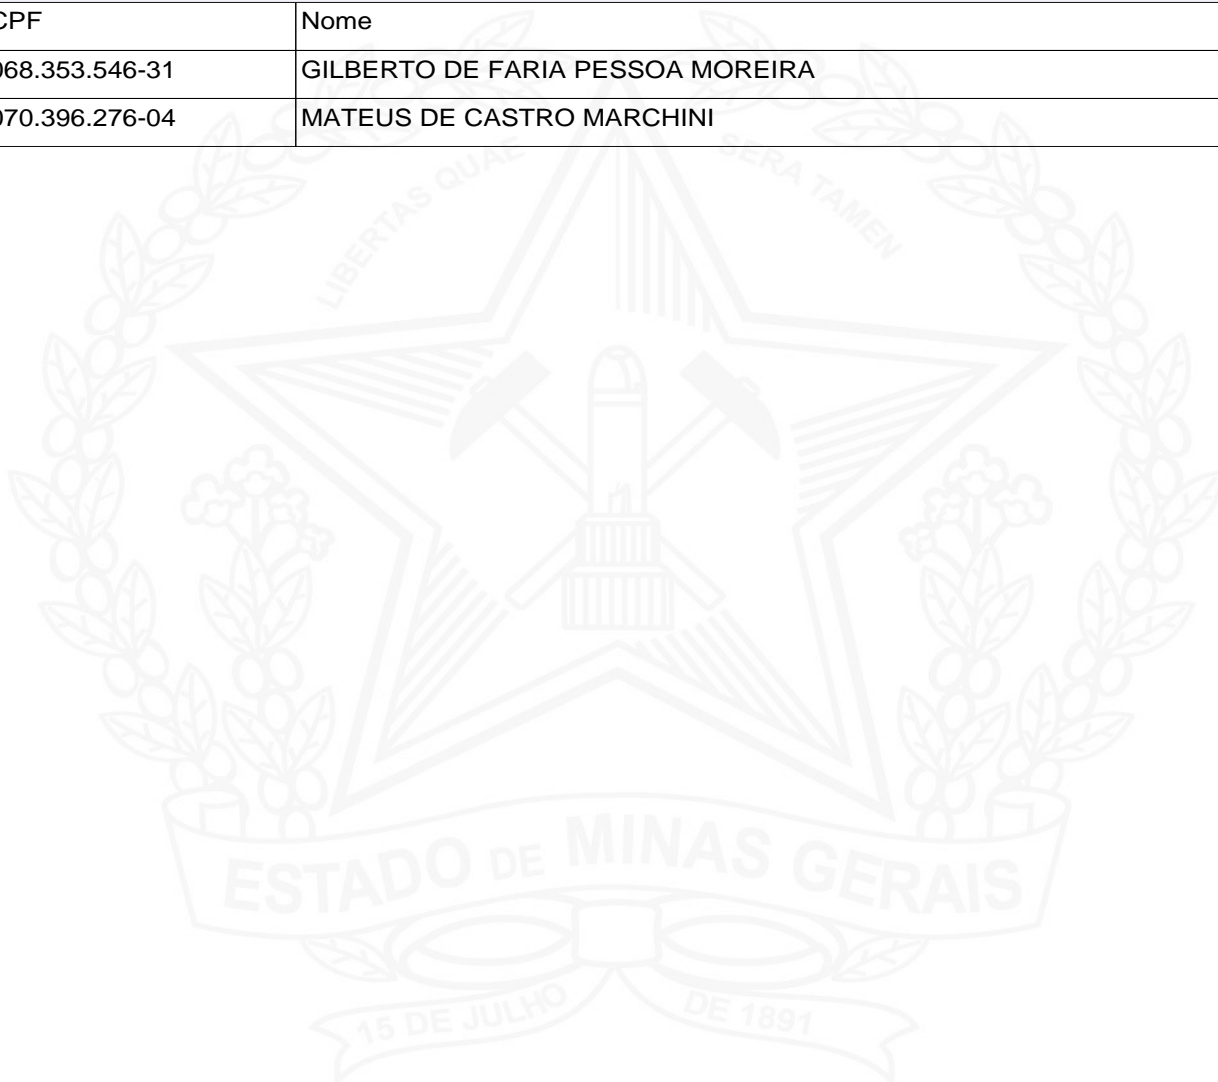 CPF Nome
068.353.546-31 GILBERTO DE FARIA PESSOA MOREIRA
070.396.276-04 MATEUS DE CASTRO MARCHINI
LIBERTAS QUAE SERA TAMEN
ESTADO DE MINAS GERAIS
15 DE JULHO DE 1891